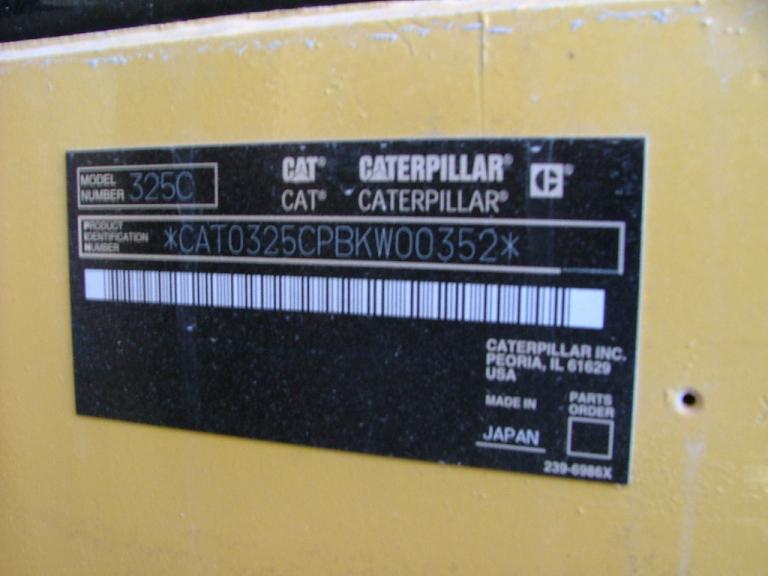 MODEL NUMBER 325C
CAT® CATERPILLAR® C®
CAT® CATERPILLAR®
PRODUCT IDENTIFICATION NUMBER *CAT0325CPBKW00352*
CATERPILLAR INC.
PEORIA, IL 61629
USA
MADE IN
JAPAN
PARTS
ORDER
239-6986X